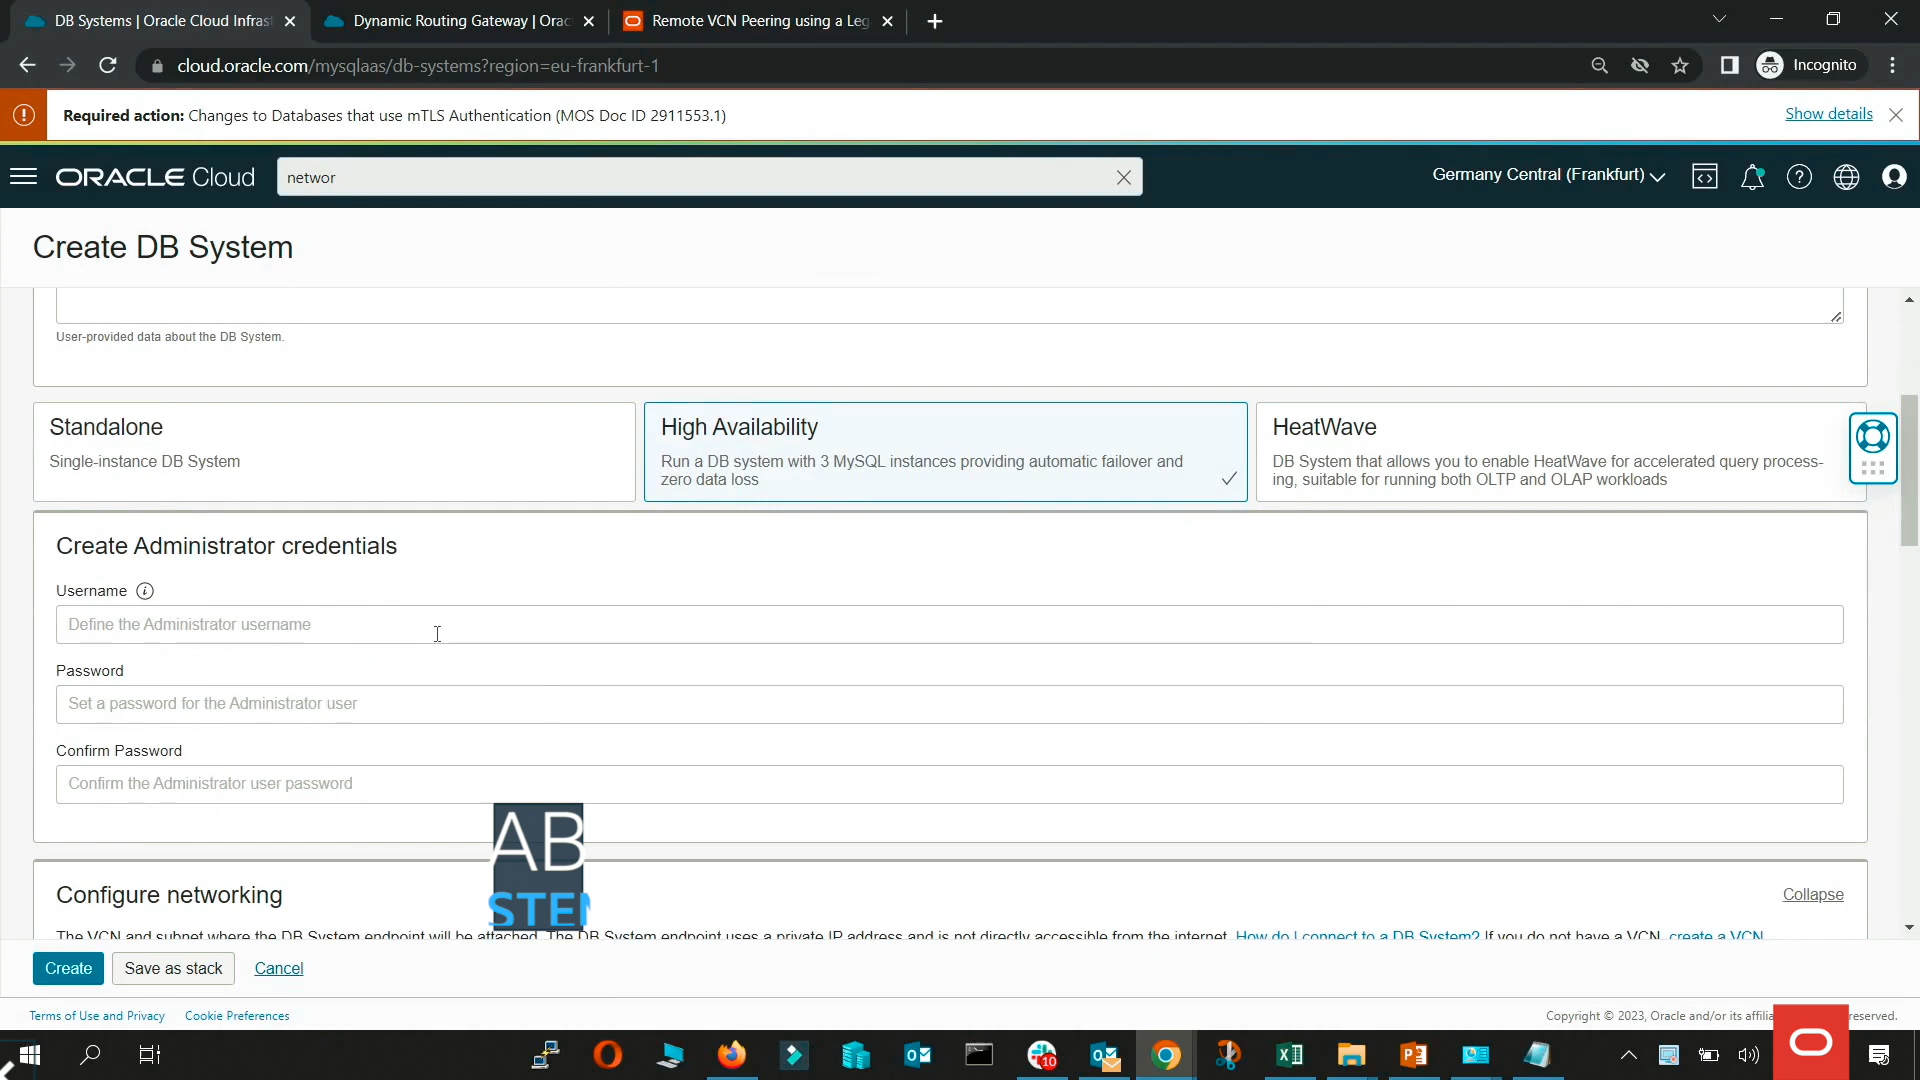 DB Systems | Oracle Cloud Infras
Dynamic Routing Gateway | Orac
Remote VCN Peering using a Leg
cloud.oracle.com/mysqlaas/db-systems?region=eu-frankfurt-1
Incognito
Required action: Changes to Databases that use mTLS Authentication (MOS Doc ID 2911553.1)
Show details
ORACLE Cloud
networ
Germany Central (Frankfurt)
Create DB System
User-provided data about the DB System.
Standalone
Single-instance DB System
High Availability
Run a DB system with 3 MySQL instances providing automatic failover and
zero data loss
HeatWave
DB System that allows you to enable HeatWave for accelerated query process-
ing, suitable for running both OLTP and OLAP workloads
Create Administrator credentials
Username
Define the Administrator username
Password
Set a password for the Administrator user
Confirm Password
Confirm the Administrator user password
AB
STE
Configure networking
Collapse
The VCN and subnet where the DB System endpoint will be attached. The DB System endpoint uses a private IP address and is not directly accessible from the internet. How do I connect to a DB System? If you do not have a VCN, create a VCN
Create
Save as stack
Cancel
Terms of Use and Privacy
Cookie Preferences
Copyright © 2023, Oracle and/or its affilia
reserved.
10